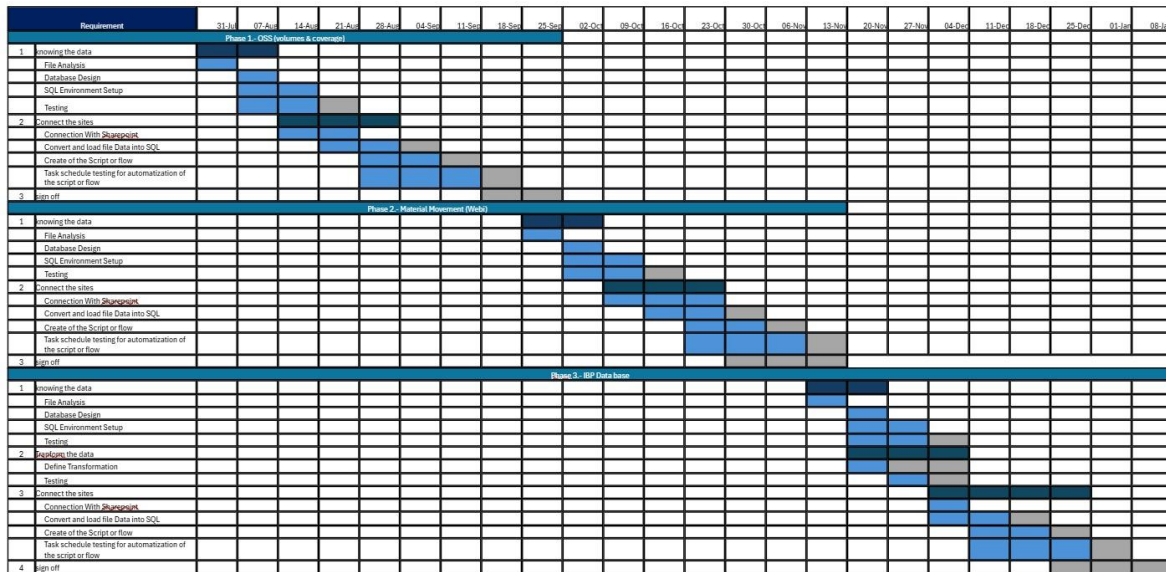 Requirement 31-Jul 07-Aug 14-Aug 21-Aug 28-Aug 04-Sep 11-Sep 18-Sep 25-Sep 02-Oct 09-Oct 16-Oct 23-Oct 30-Oct 06-Nov 13-Nov 20-Nov 27-Nov 04-Dec 11-Dec 18-Dec 25-Dec 01-Jan 08-J
Phase 1.- OSS (volumes & coverage)
1 knowing the data
File Analysis
Database Design
SQL Environment Setup
Testing
2 Connect the sites
Connection With Sharepoint
Convert and load file Data into SQL
Create of the Script or flow
Task schedule testing for automatization of
the script or flow
3 sign off
Phase 2.- Material Movement (Webi)
1 knowing the data
File Analysis
Database Design
SQL Environment Setup
Testing
2 Connect the sites
Connection With Sharepoint
Convert and load file Data into SQL
Create of the Script or flow
Task schedule testing for automatization of
the script or flow
3 sign off
Phase 3.- IBP Data base
1 knowing the data
File Analysis
Database Design
SQL Environment Setup
Testing
2 the data
Define Transformation
Testing
3 Connect the sites
Connection With Sharepoint
Convert and load file Data into SQL
Create of the Script or flow
Task schedule testing for automatization of
the script or flow
4 sign off